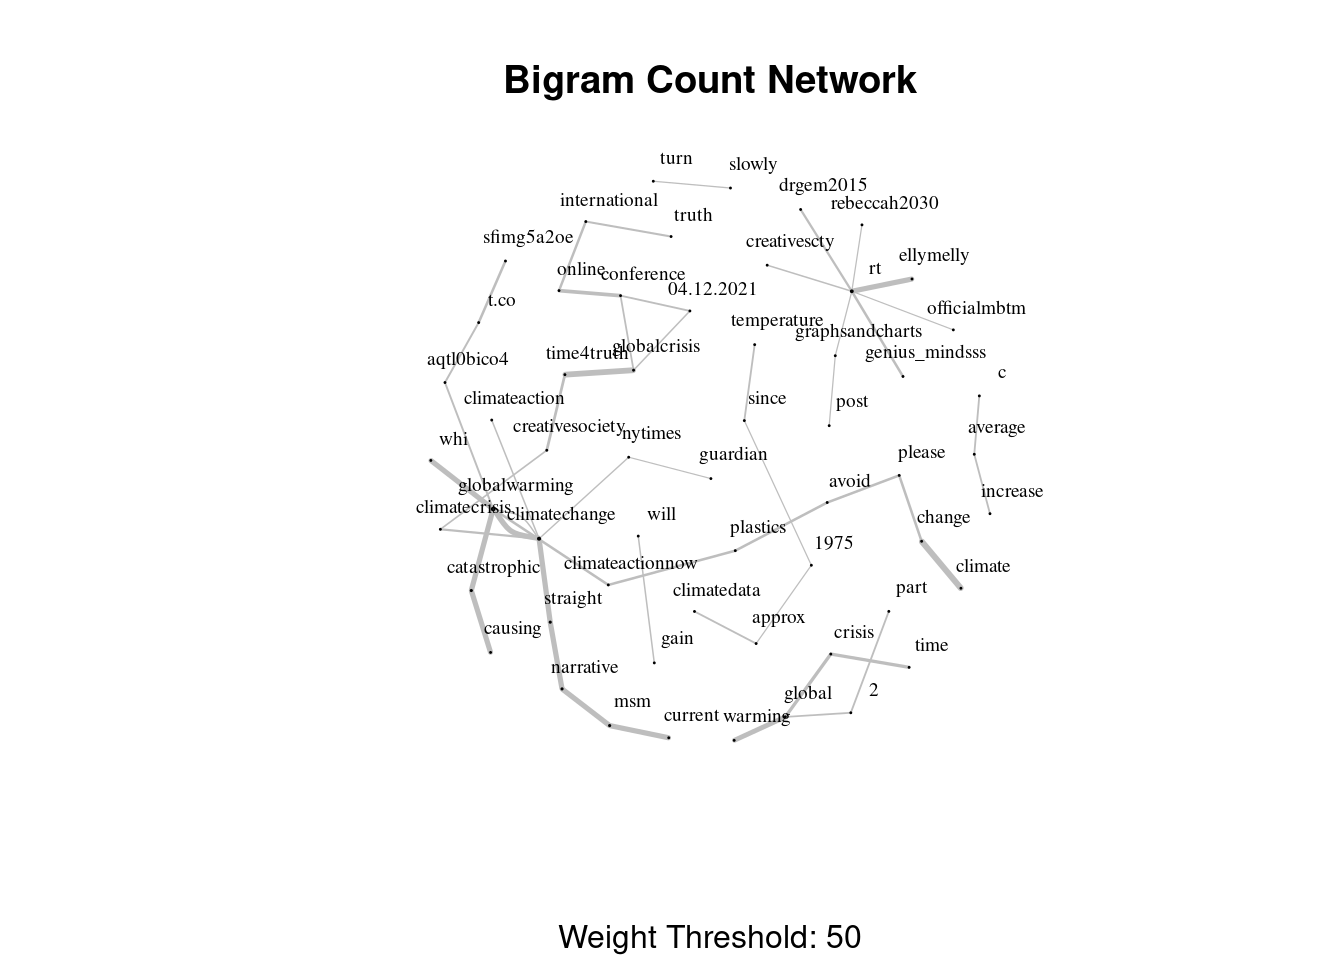 Bigram Count Network
turn
slowly
drgem2015
international
rebeccah2030
truth
sfimg5a2oe
creativescty
ellymelly
rt
online
conference
04.12.2021
t.co
officialmbtm
temperature
graphsandcharts
globalcrisis
time4truth
genius_mindsss
aqtl0bico4
c
climateaction
since
post
creativesociety
average
nytimes
whi
guardian
please
avoid
globalwarming
increase
climatecrisis
climatechange
will
change
plastics
1975
catastrophic
climateactionnow
climate
climatedata
part
straight
approx
causing
crisis
gain
time
narrative
global
2
msm
current
warming
Weight Threshold: 50